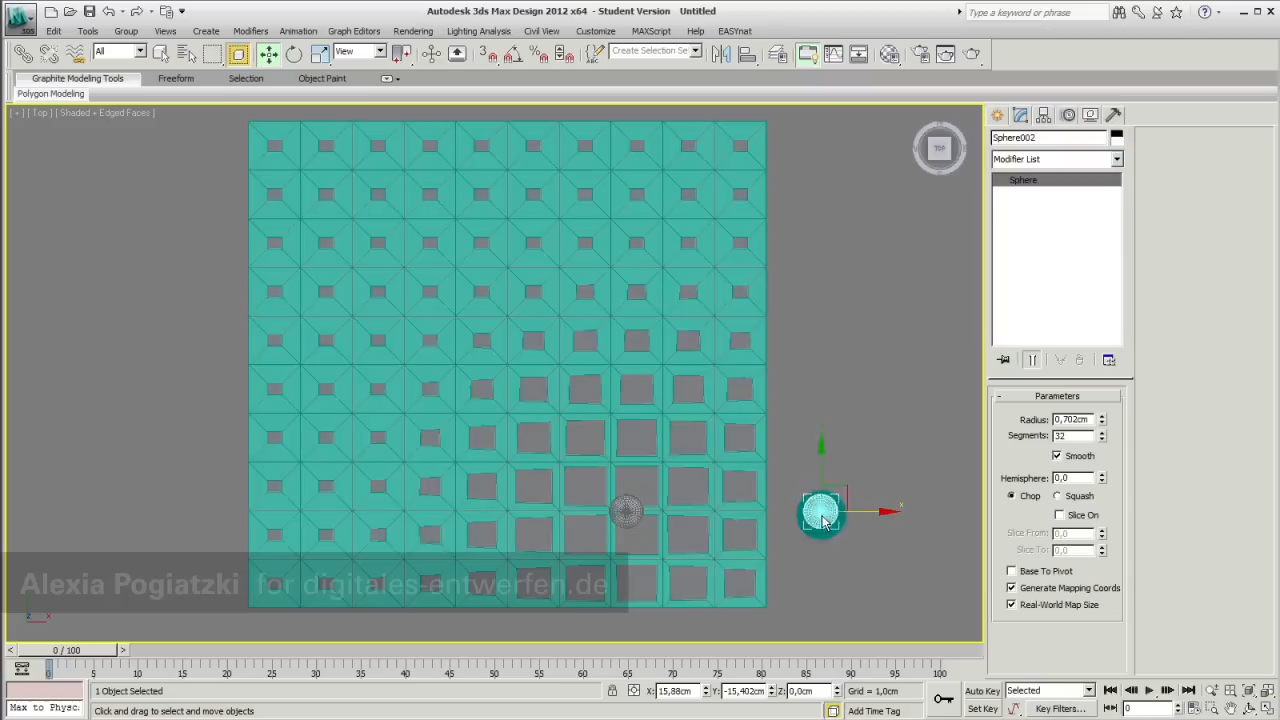 Autodesk 3ds Max Design 2012 x64 - Student Version Untitled
Type a keyword or phrase
3DS
Edit Tools Group Views Create Modifiers Animation Graph Editors Rendering Lighting Analysis Civil View Customize MAXScript Help EASYnat
All View Create Selection Se
Graphite Modeling Tools Freeform Selection Object Paint
Polygon Modeling
[ + ] [ Top ] [ Shaded + Edged Faces ]
TOP
Sphere002
Modifier List
Sphere
Parameters
Radius: 0,702cm
Segments: 32
Smooth
Hemisphere: 0,0
Chop Squash
Slice On
Slice From: 0,0
Slice To: 0,0
Base To Pivot
Generate Mapping Coords
Real-World Map Size
x
Alexia Pogiatzki for digitales-entwerfen.de
z x
< 0 / 100 >
0 5 10 15 20 25 30 35 40 45 50 55 60 65 70 75 80 85 90 95 100
1 Object Selected X: 15,88cm Y: -15,402cm Z: 0,0cm Grid = 1,0cm Auto Key Selected
Max to Physc. Click and drag to select and move objects Add Time Tag Set Key Key Filters... 0